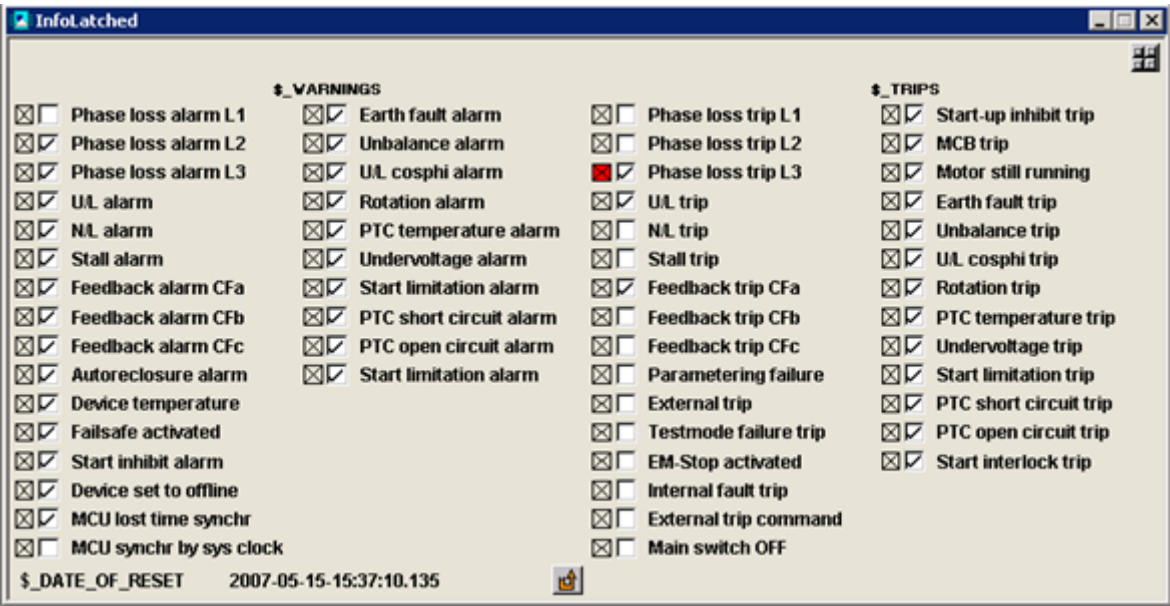 InfoLatched
$_WARNINGS $_TRIPS
Phase loss alarm L1 Earth fault alarm Phase loss trip L1 Start-up inhibit trip
Phase loss alarm L2 Unbalance alarm Phase loss trip L2 MCB trip
Phase loss alarm L3 U/L cosphi alarm Phase loss trip L3 Motor still running
U/L alarm Rotation alarm U/L trip Earth fault trip
N/L alarm PTC temperature alarm N/L trip Unbalance trip
Stall alarm Undervoltage alarm Stall trip U/L cosphi trip
Feedback alarm CFa Start limitation alarm Feedback trip CFa Rotation trip
Feedback alarm CFb PTC short circuit alarm Feedback trip CFb PTC temperature trip
Feedback alarm CFc PTC open circuit alarm Feedback trip CFc Undervoltage trip
Autoreclosure alarm Start limitation alarm Parametering failure Start limitation trip
Device temperature External trip PTC short circuit trip
Failsafe activated Testmode failure trip PTC open circuit trip
Start inhibit alarm EM-Stop activated Start interlock trip
Device set to offline Internal fault trip
MCU lost time synchr External trip command
MCU synchr by sys clock Main switch OFF
$_DATE_OF_RESET 2007-05-15-15:37:10.135